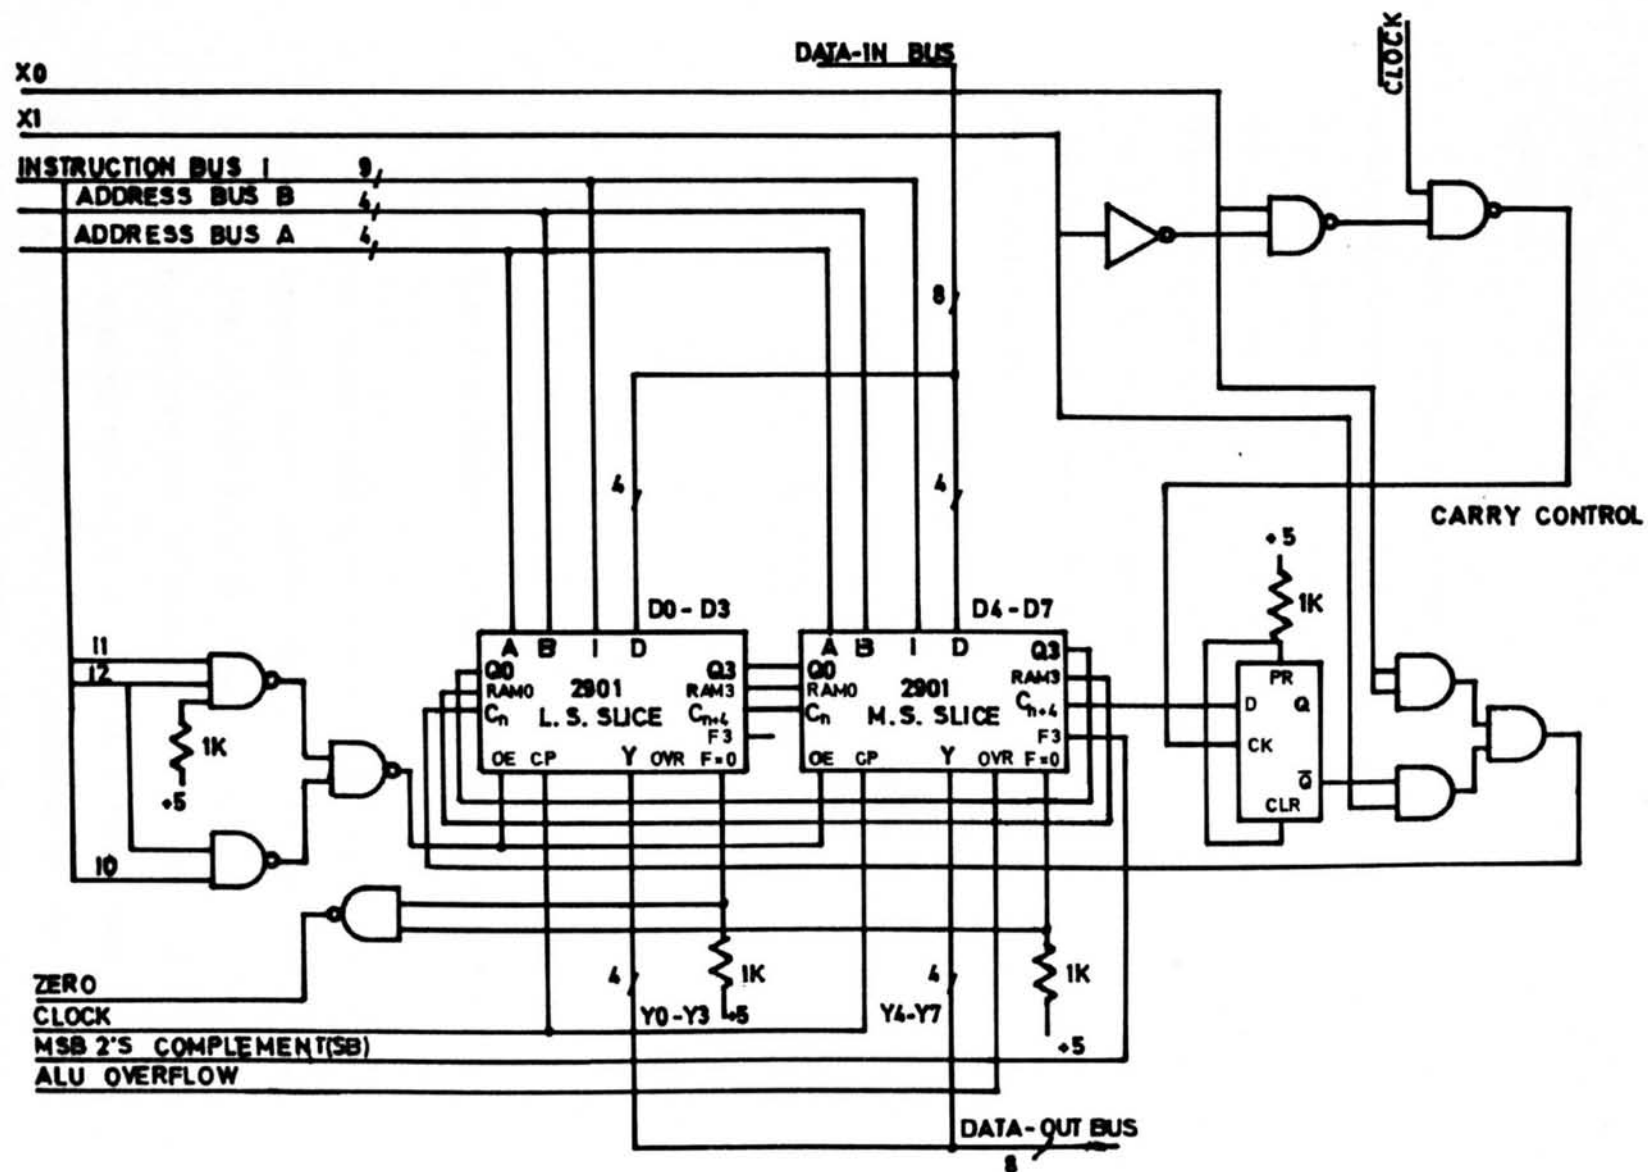 DATA-IN BUS
CLOCK
X0
X1
INSTRUCTION BUS I 9
ADDRESS BUS B 4
ADDRESS BUS A 4
8
4
4
CARRY CONTROL
+5
1K
D0-D3
D4-D7
I1
I2
1K
+5
I0
A B I D
Q0 Q3
RAM0 2901 RAM3
Cn L.S. SLICE Cn+4
F3
OE CP Y OVR F=0
A B I D
Q0 Q3
RAM0 2901 RAM3
Cn M.S. SLICE Cn+4
F3
OE CP Y OVR F=0
PR
D Q
CK
Q̅
CLR
4
1K
4
1K
Y0-Y3
+5
Y4-Y7
+5
ZERO
CLOCK
MSB 2'S COMPLEMENT(SB)
ALU OVERFLOW
DATA-OUT BUS
8